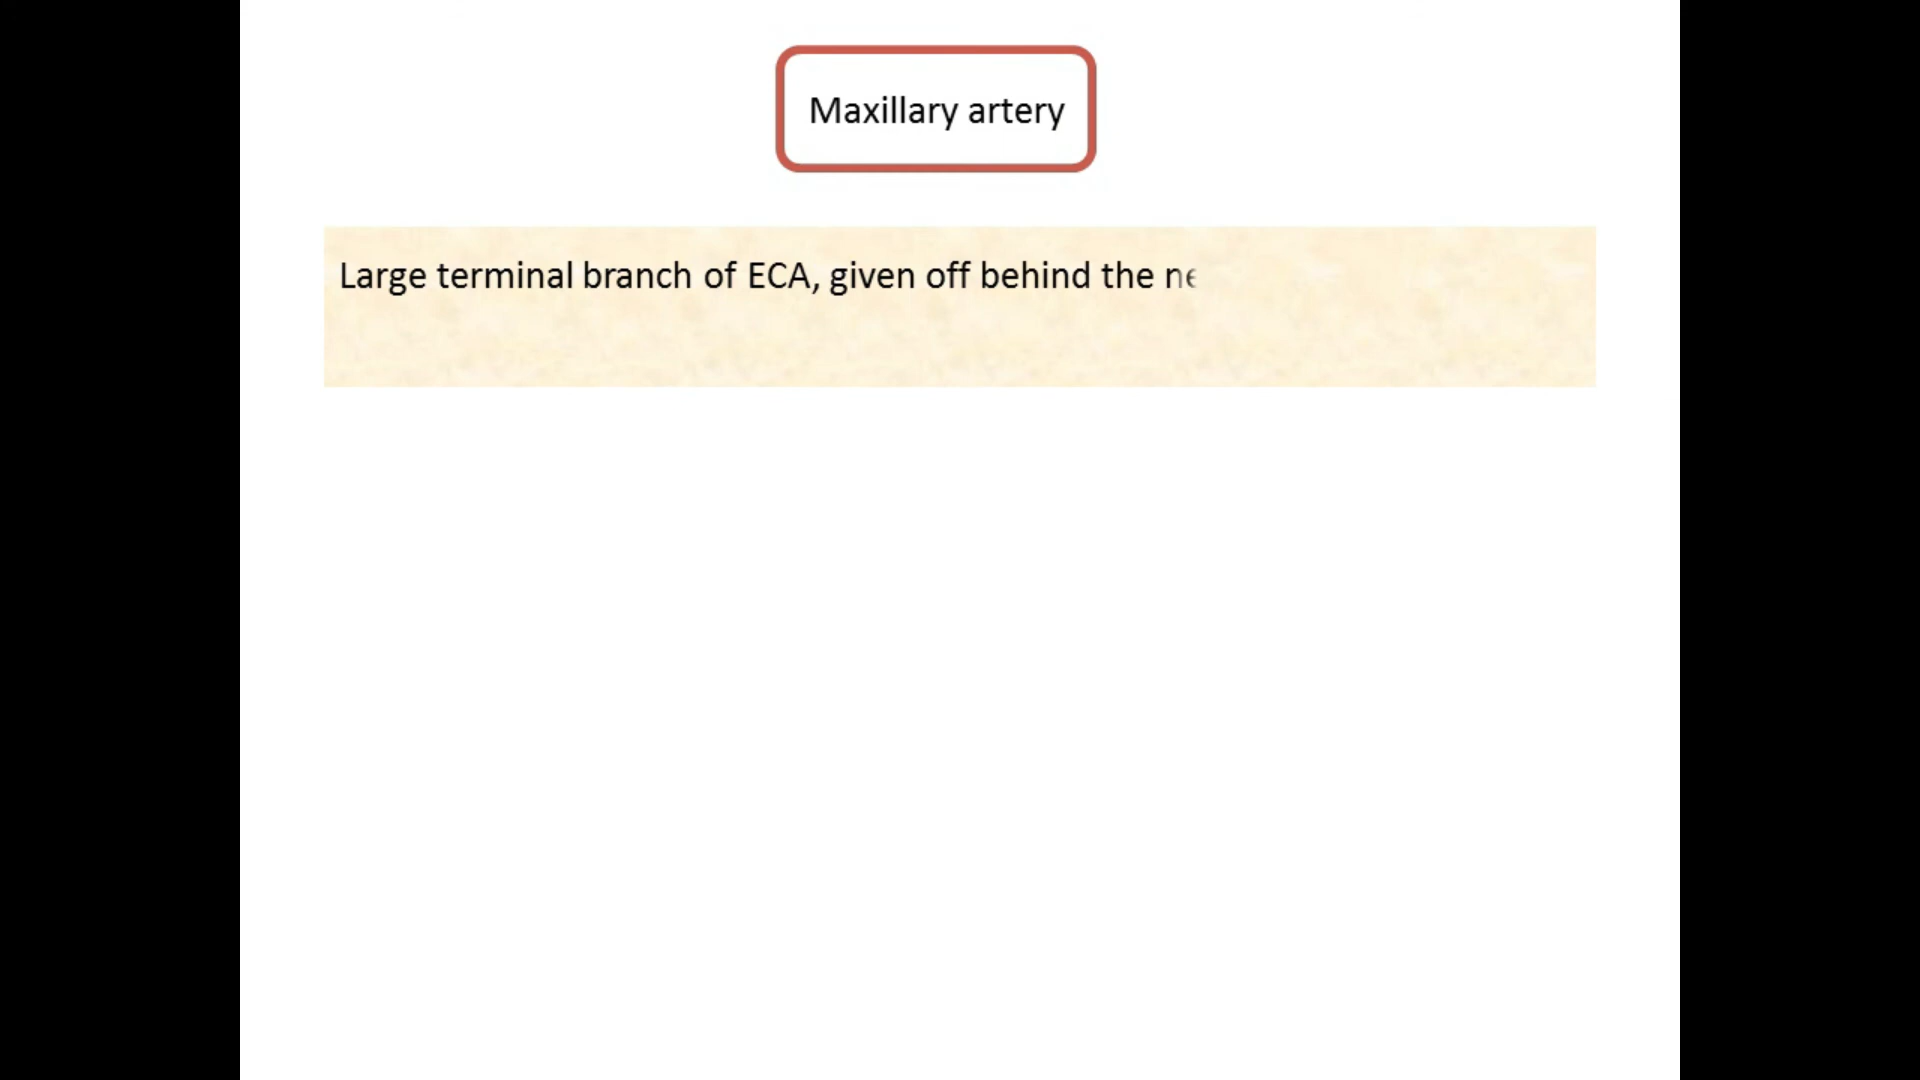 Maxillary artery
Large terminal branch of ECA, given off behind the